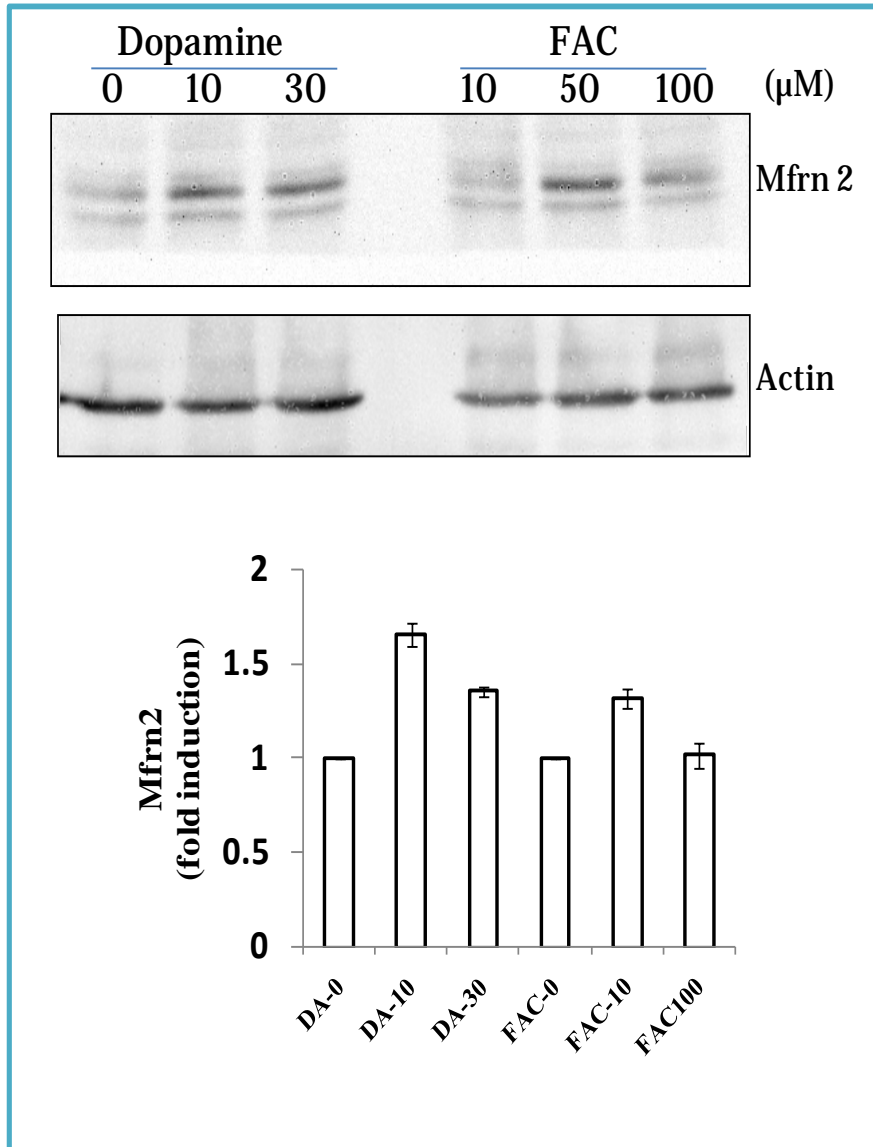 Dopamine FAC
0 10 30 10 50 100 (µM)
Mfrn 2
Actin
Mfrn2
(fold induction)
2
1.5
1
0.5
0
DA-0 DA-10 DA-30 FAC-0 FAC-10 FAC100